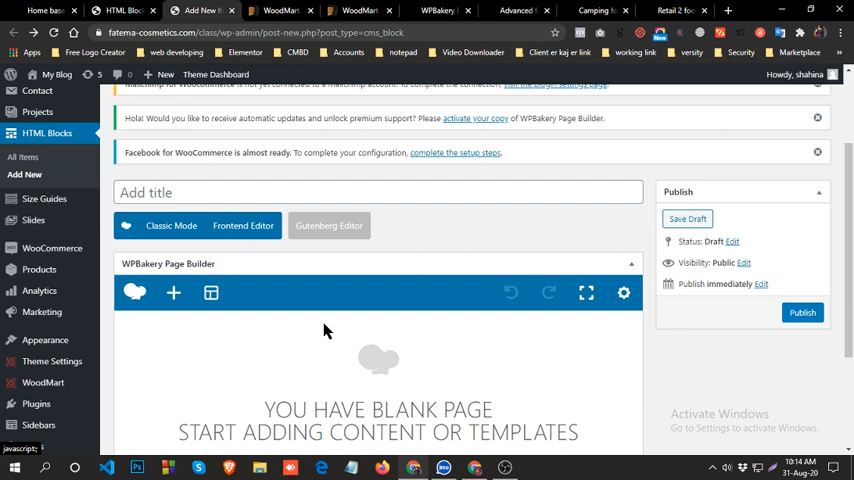 Home base
HTML Bloc
Add New It
WoodMart
WoodMart
WPBakery
Advanced f
Camping fo
Retail 2 foo
fatema-cosmetics.com/class/wp-admin/post-new.php?post_type=cms_block
Apps
Free Logo Creator
web developing
Elementor
CMBD
Accounts
notepad
Video Downloader
Client er kaj er link
working link
versity
Security
Marketplace
My Blog
5
0
New
Theme Dashboard
Howdy, shahina
Mailchimp for WooCommerce is not yet connected to a Mailchimp account. To complete the connection, visit the plugin settings page.
Contact
Projects
HTML Blocks
All Items
Add New
Size Guides
Slides
WooCommerce
Products
Analytics
Marketing
Appearance
Theme Settings
WoodMart
Plugins
Sidebars
javascript:;
Hola! Would you like to receive automatic updates and unlock premium support? Please activate your copy of WPBakery Page Builder.
Facebook for WooCommerce is almost ready. To complete your configuration, complete the setup steps.
Add title
Classic Mode
Frontend Editor
Gutenberg Editor
WPBakery Page Builder
YOU HAVE BLANK PAGE
START ADDING CONTENT OR TEMPLATES
Publish
Save Draft
Status: Draft Edit
Visibility: Public Edit
Publish immediately Edit
Publish
Activate Windows
Go to Settings to activate Windows.
10:14 AM
31-Aug-20